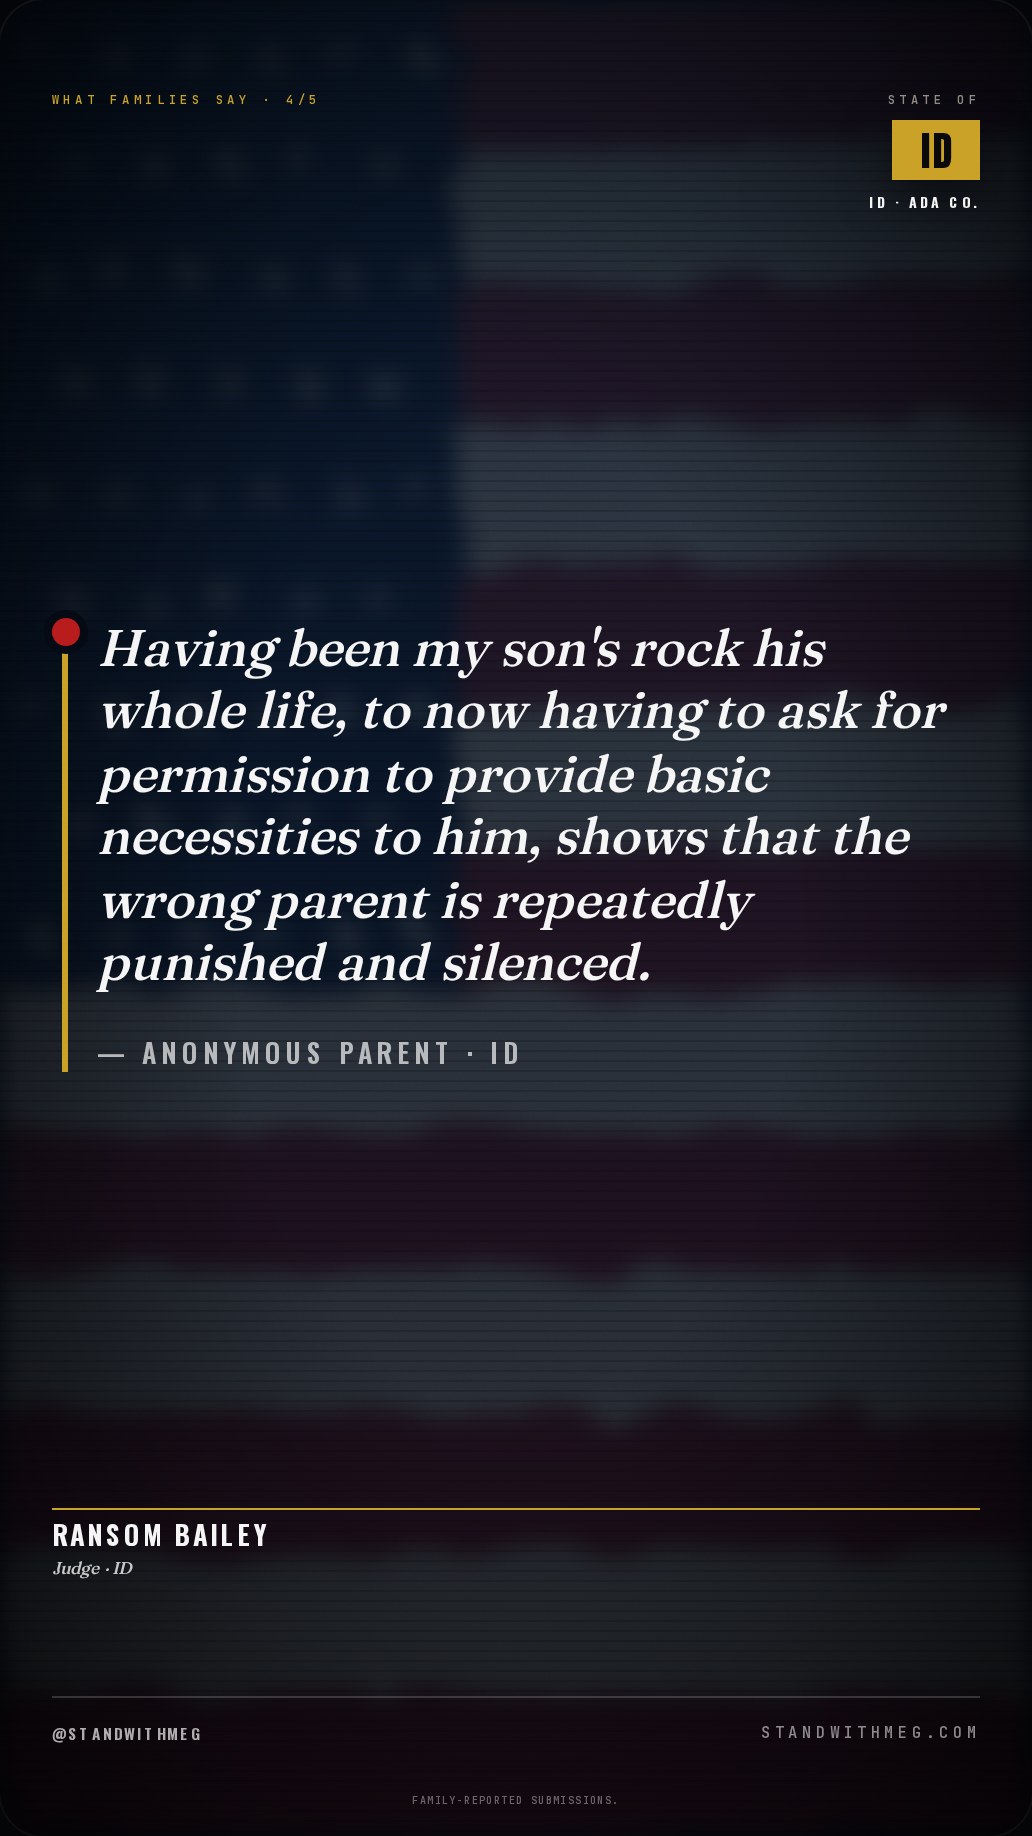 WHAT FAMILIES SAY · 4/5
STATE OF
ID
ID · ADA CO.
Having been my son's rock his
whole life, to now having to ask for
permission to provide basic
necessities to him, shows that the
wrong parent is repeatedly
punished and silenced.
— ANONYMOUS PARENT · ID
RANSOM BAILEY
Judge · ID
@STANDWITHMEG
STANDWITHMEG.COM
FAMILY-REPORTED SUBMISSIONS.